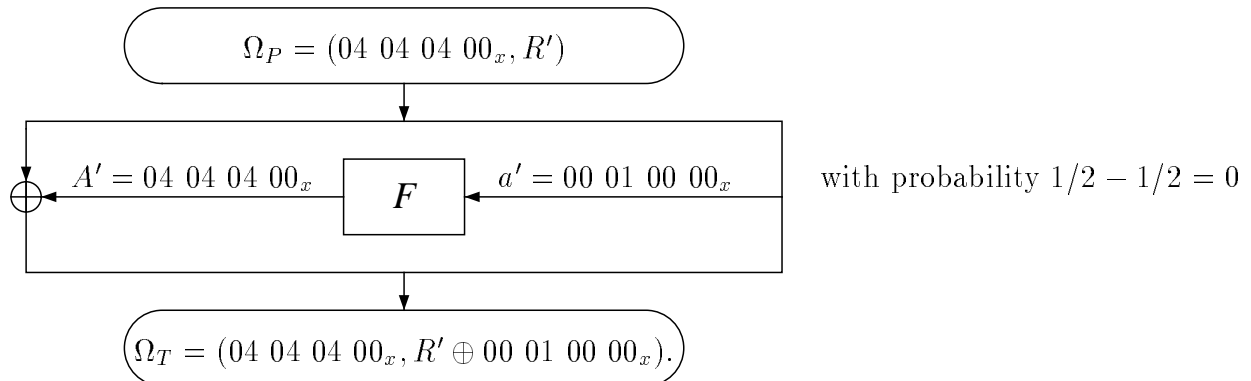 Ω_P = (04 04 04 00_x, R′)
A′ = 04 04 04 00_x
F
a′ = 00 01 00 00_x
with probability 1/2 − 1/2 = 0
Ω_T = (04 04 04 00_x, R′ ⊕ 00 01 00 00_x).